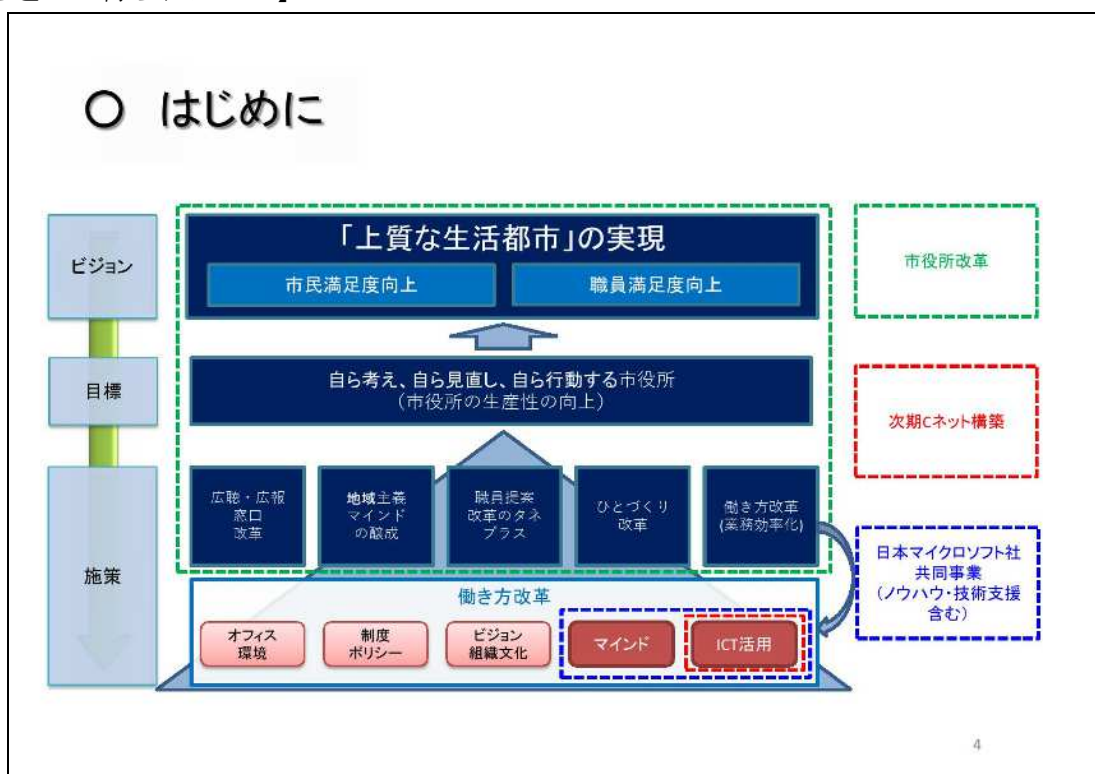 ○ はじめに
ビジョン
「上質な生活都市」の実現
市民満足度向上
職員満足度向上
市役所改革
目標
自ら考え、自ら見直し、自ら行動する市役所
(市役所の生産性の向上)
次期Cネット構築
施策
広聴・広報
窓口
改革
地域主義
マインド
の醸成
職員提案
改革のタネ
プラス
ひとづくり
改革
働き方改革
(業務効率化)
日本マイクロソフト社
共同事業
(ノウハウ・技術支援
含む)
働き方改革
オフィス
環境
制度
ポリシー
ビジョン
組織文化
マインド
ICT活用
4